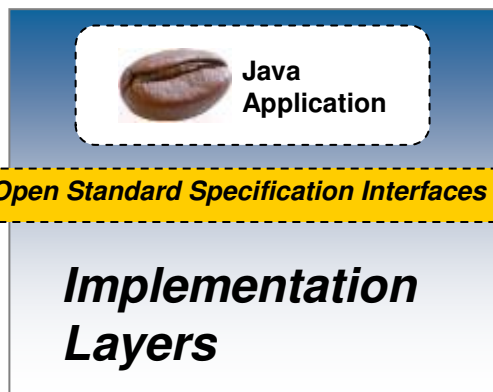 Java
Application
Open Standard Specification Interfaces
Implementation
Layers